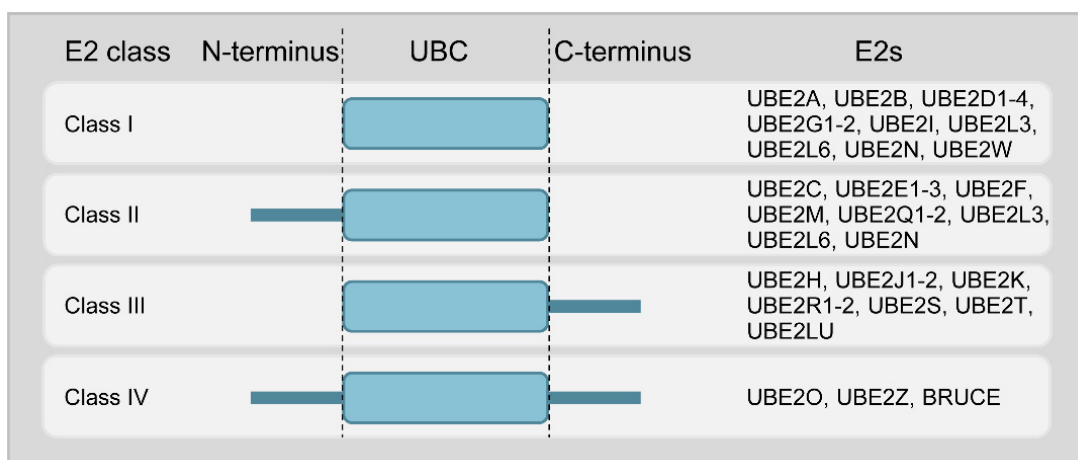 E2 class N-terminus UBC C-terminus E2s
Class I
UBE2A, UBE2B, UBE2D1-4,
UBE2G1-2, UBE2I, UBE2L3,
UBE2L6, UBE2N, UBE2W
Class II
UBE2C, UBE2E1-3, UBE2F,
UBE2M, UBE2Q1-2, UBE2L3,
UBE2L6, UBE2N
Class III
UBE2H, UBE2J1-2, UBE2K,
UBE2R1-2, UBE2S, UBE2T,
UBE2LU
Class IV
UBE2O, UBE2Z, BRUCE